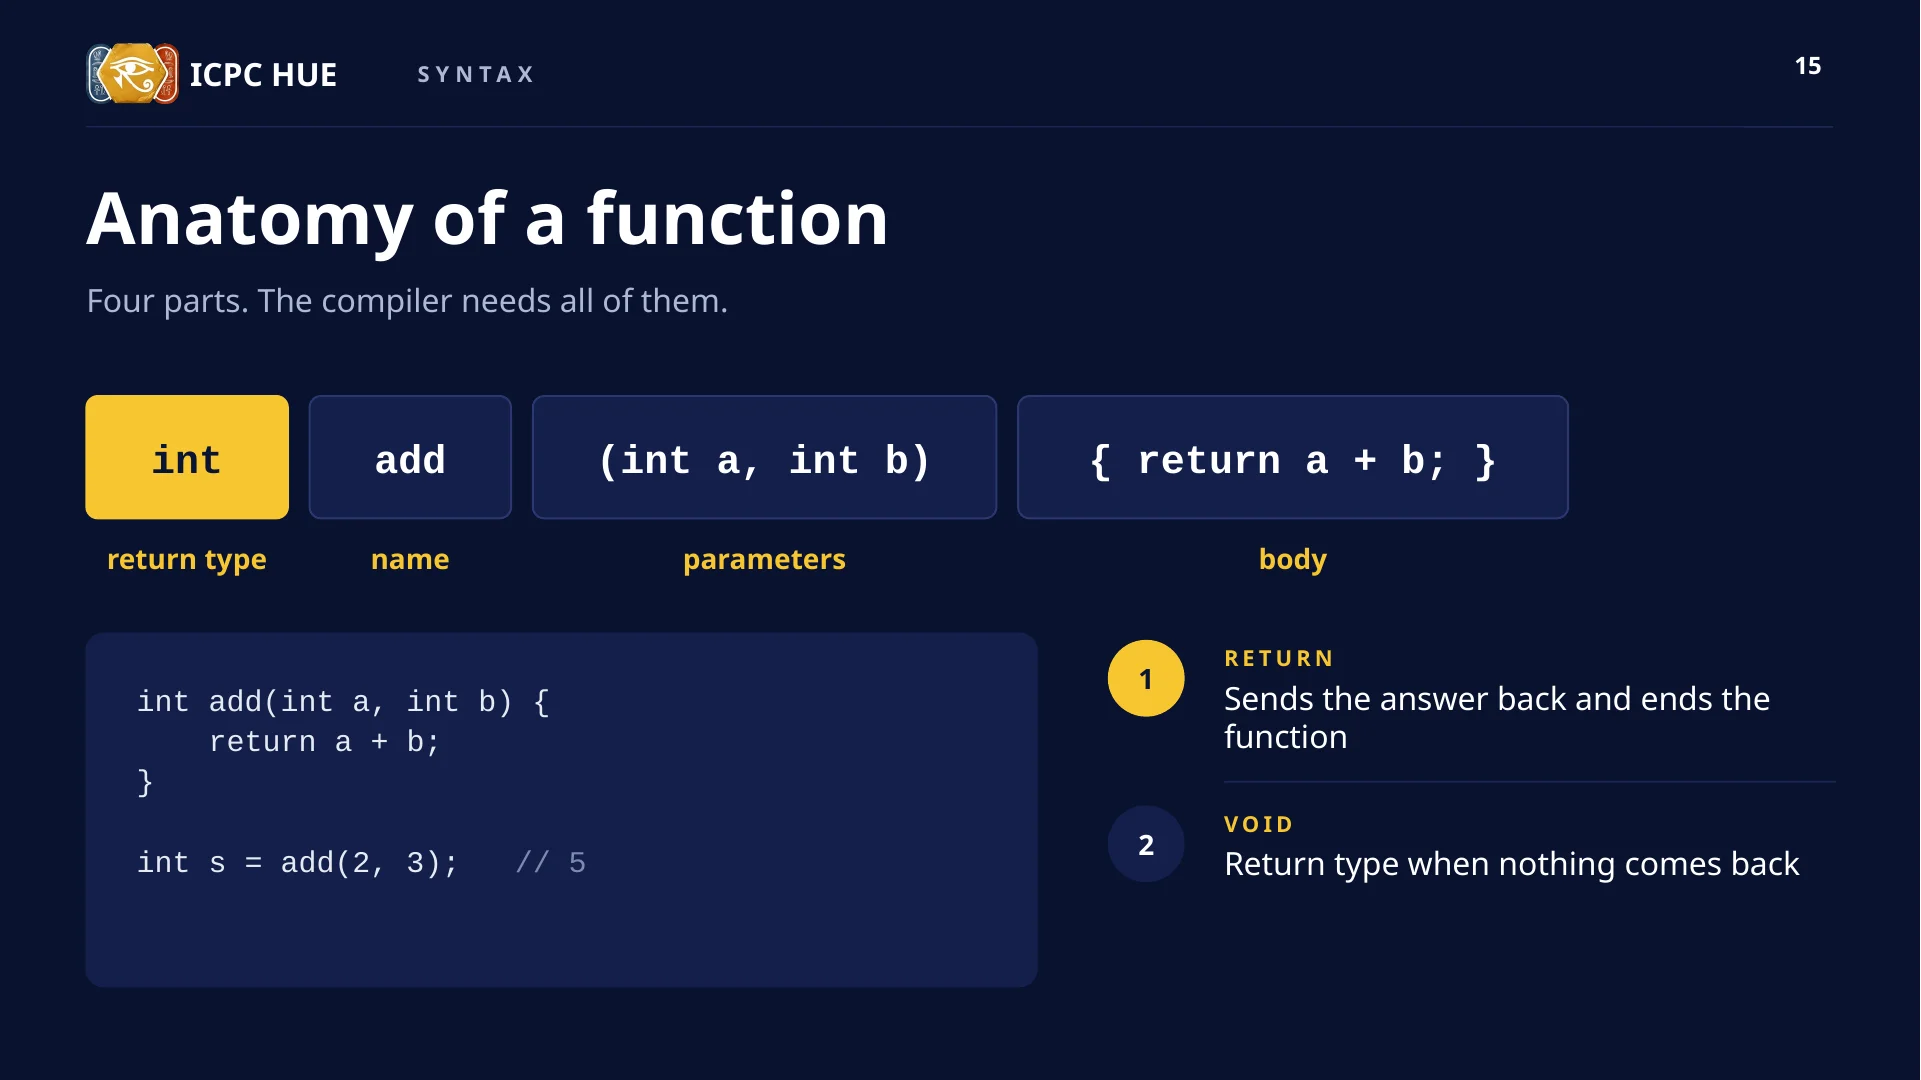 ICPC HUE
SYNTAX
15
Anatomy of a function
Four parts. The compiler needs all of them.
int
add
(int a, int b)
{ return a + b; }
return type
name
parameters
body
int add(int a, int b) {
    return a + b;
}
int s = add(2, 3);   // 5
1
RETURN
Sends the answer back and ends the
function
2
VOID
Return type when nothing comes back